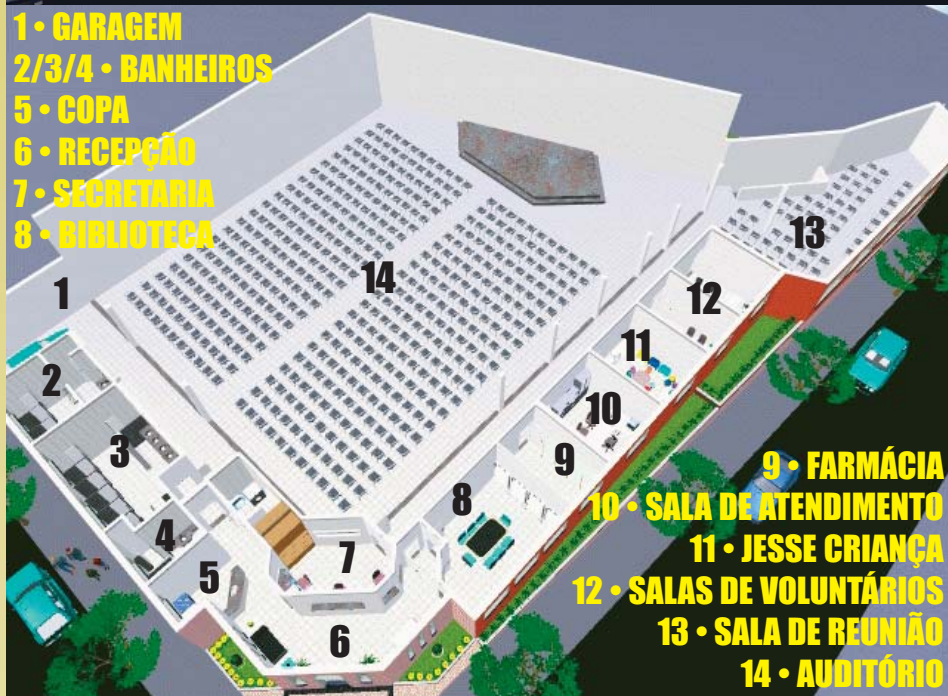 1 • GARAGEM
2/3/4 • BANHEIROS
5 • COPA
6 • RECEPÇÃO
7 • SECRETARIA
8 • BIBLIOTECA
1
2
3
4
5
6
7
8
9
10
11
12
13
14
9 • FARMÁCIA
10 • SALA DE ATENDIMENTO
11 • JESSE CRIANÇA
12 • SALAS DE VOLUNTÁRIOS
13 • SALA DE REUNIÃO
14 • AUDITÓRIO